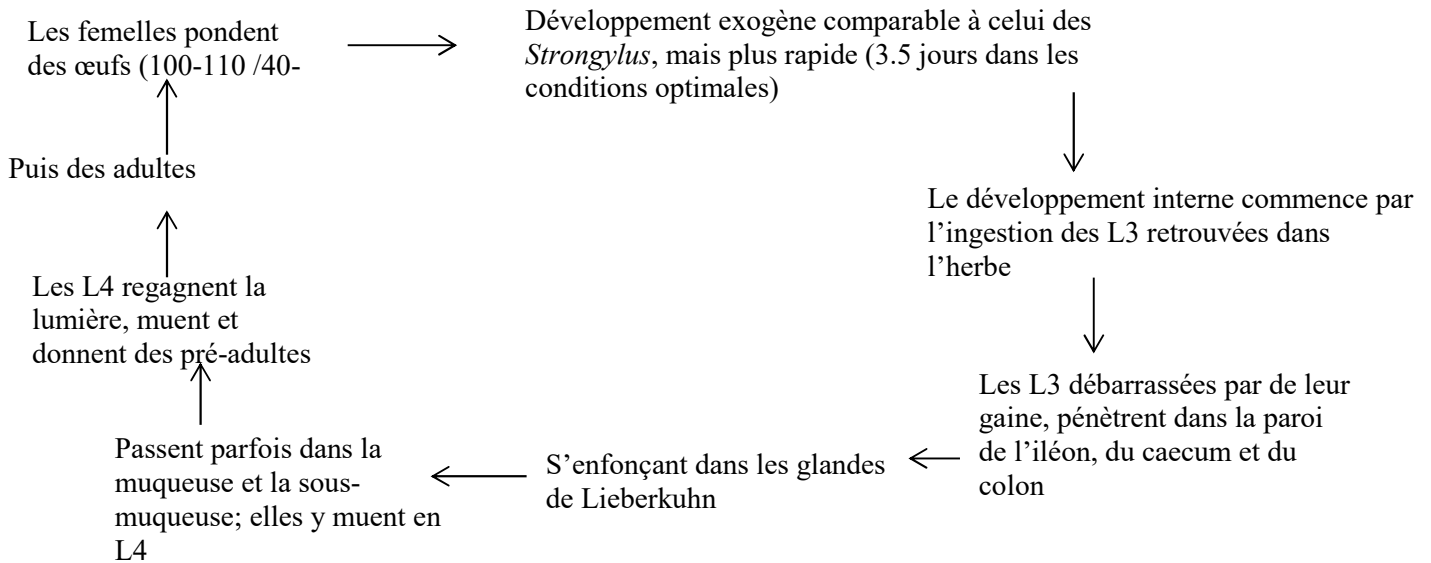 Les femelles pondent
des œufs (100-110 /40-
Développement exogène comparable à celui des
Strongylus, mais plus rapide (3.5 jours dans les
conditions optimales)
Le développement interne commence par
l’ingestion des L3 retrouvées dans
l’herbe
Les L3 débarrassées par de leur
gaine, pénètrent dans la paroi
de l’iléon, du caecum et du
colon
S’enfonçant dans les glandes
de Lieberkuhn
Passent parfois dans la
muqueuse et la sous-
muqueuse; elles y muent en
L4
Les L4 regagnent la
lumière, muent et
donnent des pré-adultes
Puis des adultes